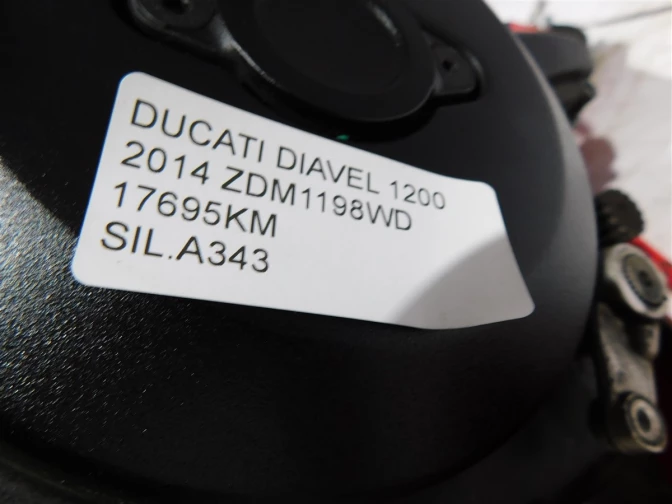 DUCATI DIAVEL 1200
2014 ZDM1198WD
17695KM
SIL.A343